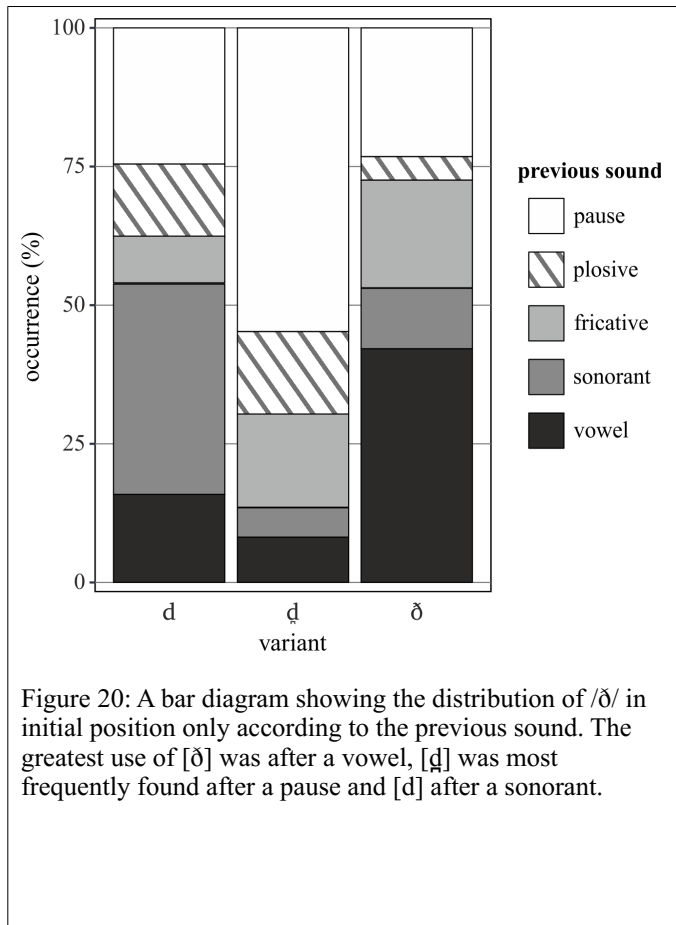 100
75
50
25
0
occurrence (%)
d
d̪
ð
variant
previous sound
pause
plosive
fricative
sonorant
vowel
Figure 20: A bar diagram showing the distribution of /ð/ in
initial position only according to the previous sound. The
greatest use of [ð] was after a vowel, [d̪] was most
frequently found after a pause and [d] after a sonorant.